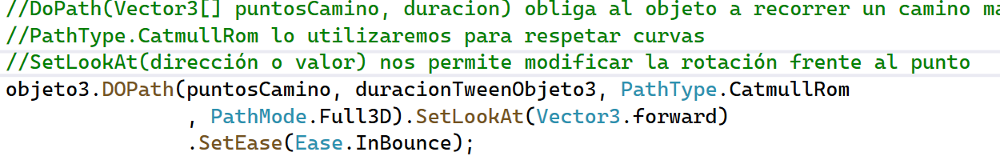 //DoPath(Vector3[] puntosCamino, duracion) obliga al objeto a recorrer un camino
//PathType.CatmullRom lo utilizaremos para respetar curvas
//SetLookAt(dirección o valor) nos permite modificar la rotación frente al punto
objeto3.DOPath(puntosCamino, duracionTweenObjeto3, PathType.CatmullRom
, PathMode.Full3D).SetLookAt(Vector3.forward)
.SetEase(Ease.InBounce);